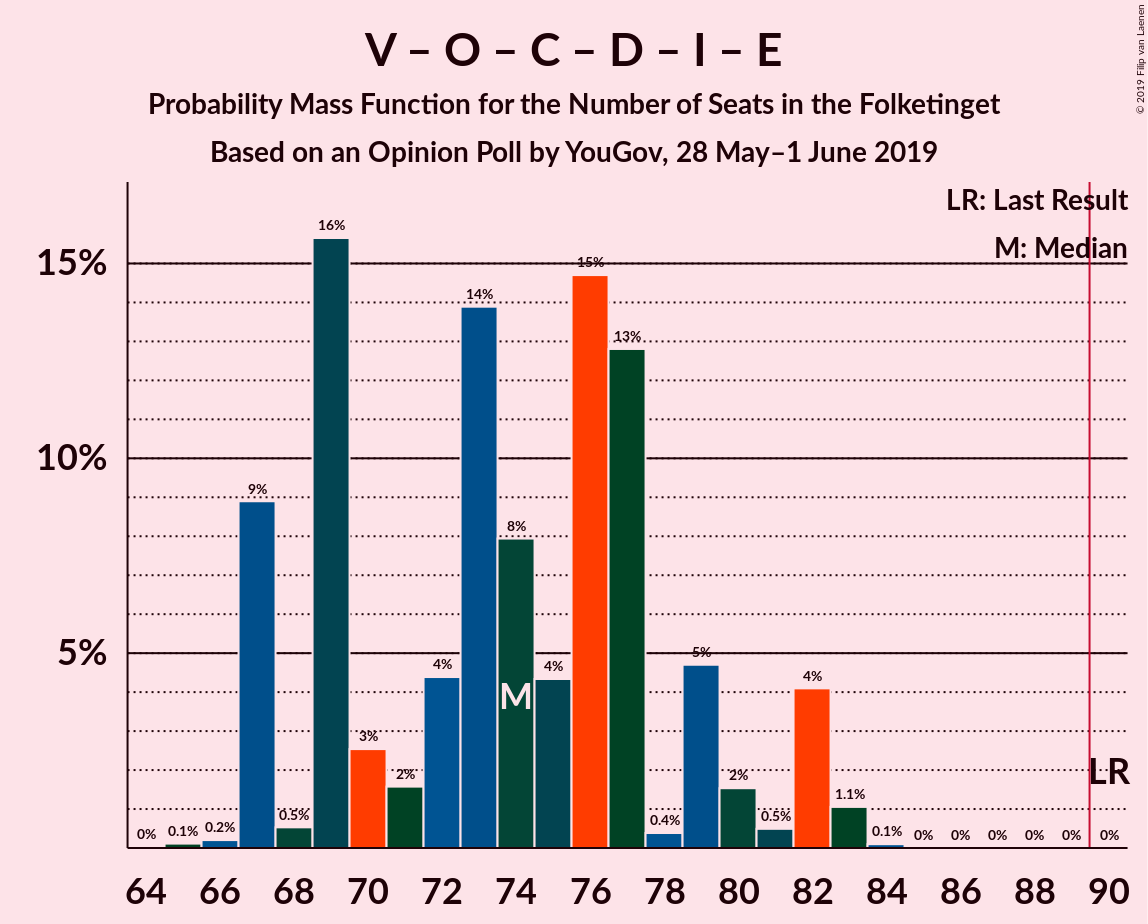 V – O – C – D – I – E
Probability Mass Function for the Number of Seats in the Folketinget
Based on an Opinion Poll by YouGov, 28 May–1 June 2019
© 2019 Filip van Laenen
LR: Last Result
M: Median
15%
10%
5%
0% 0.1% 0.2% 9% 0.5% 16% 3% 2% 4% 14% 8% 4% 15% 13% 0.4% 5% 2% 0.5% 4% 1.1% 0.1% 0% 0% 0% 0% 0% 0%
M
LR
64 66 68 70 72 74 76 78 80 82 84 86 88 90